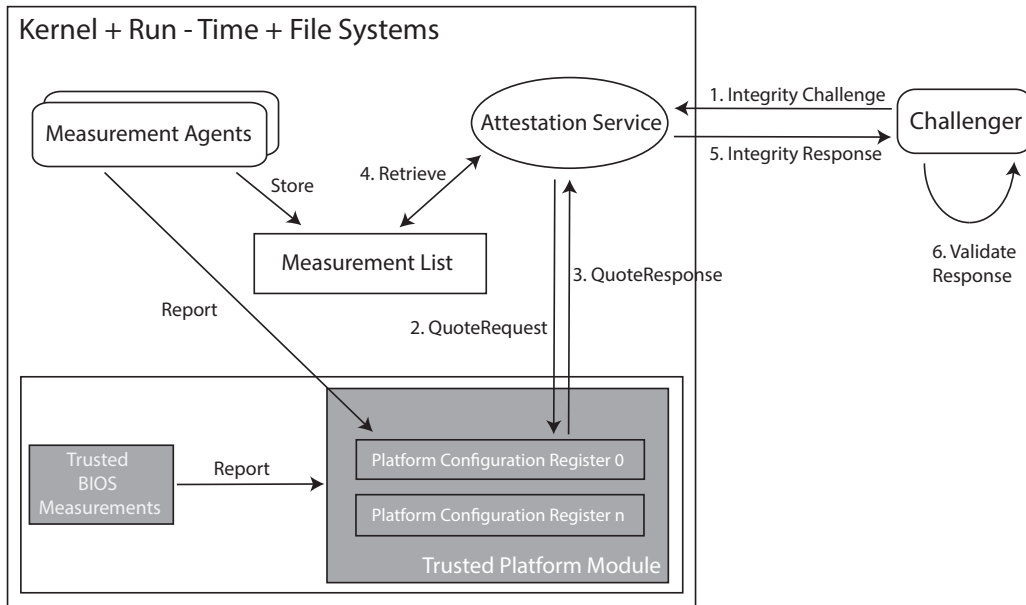 Kernel + Run - Time + File Systems
Measurement Agents
Attestation Service
1. Integrity Challenge
Challenger
5. Integrity Response
4. Retrieve
Store
Measurement List
6. Validate
Response
3. QuoteResponse
Report
2. QuoteRequest
Trusted
BIOS
Measurements
Report
Platform Configuration Register 0
Platform Configuration Register n
Trusted Platform Module